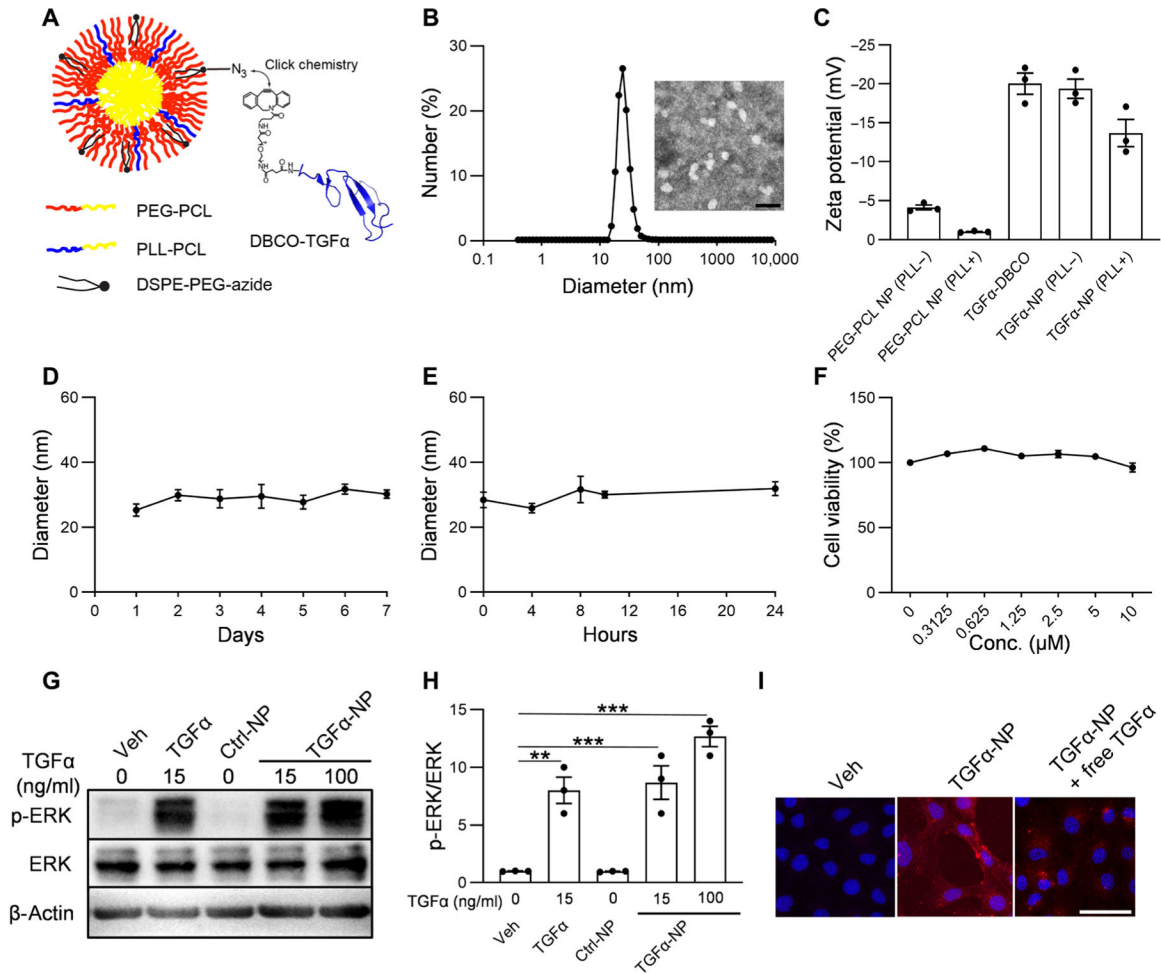 A
N3
Click chemistry
DBCO-TGFα
PEG-PCL
PLL-PCL
DSPE-PEG-azide
B
Number (%)
30
20
10
0
0.1 1 10 100 1000 10,000
Diameter (nm)
C
Zeta potential (mV)
–25
–20
–15
–10
–5
0
PEG-PCL NP (PLL–)
PEG-PCL NP (PLL+)
TGFα-DBCO
TGFα-NP (PLL–)
TGFα-NP (PLL+)
D
Diameter (nm)
60
40
20
0
0 1 2 3 4 5 6 7
Days
E
Diameter (nm)
60
40
20
0
0 4 8 12 16 20 24
Hours
F
Cell viability (%)
150
100
50
0
0 0.3125 0.625 1.25 2.5 5 10
Conc. (μM)
G
Veh TGFα Ctrl-NP TGFα-NP
TGFα
(ng/ml) 0 15 0 15 100
p-ERK
ERK
β-Actin
H
p-ERK/ERK
15
10
5
0
***
***
**
TGFα (ng/ml) 0 15 0 15 100
Veh TGFα Ctrl-NP TGFα-NP
I
Veh
TGFα-NP
TGFα-NP
+ free TGFα